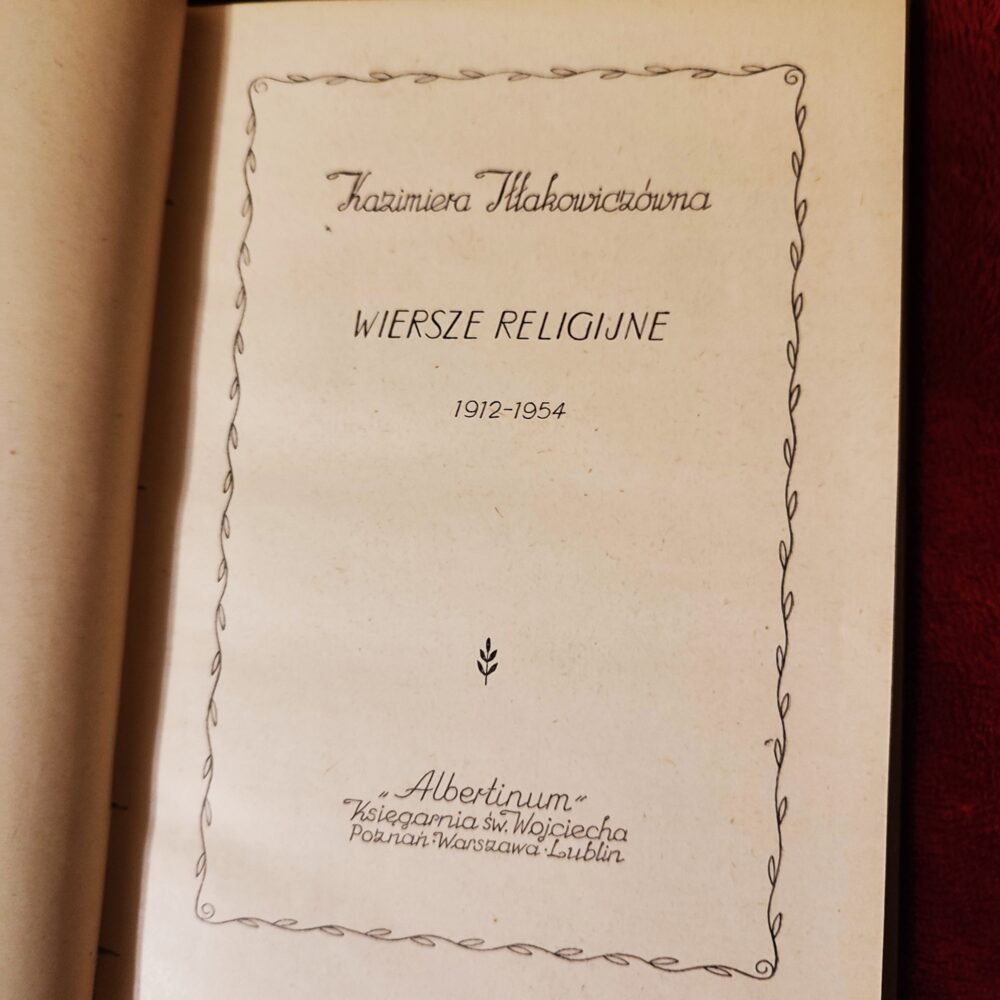 Kazimiera Iłłakowiczówna
WIERSZE RELIGIJNE
1912-1954
„Albertinum”
Księgarnia św. Wojciecha
Poznań·Warszawa·Lublin